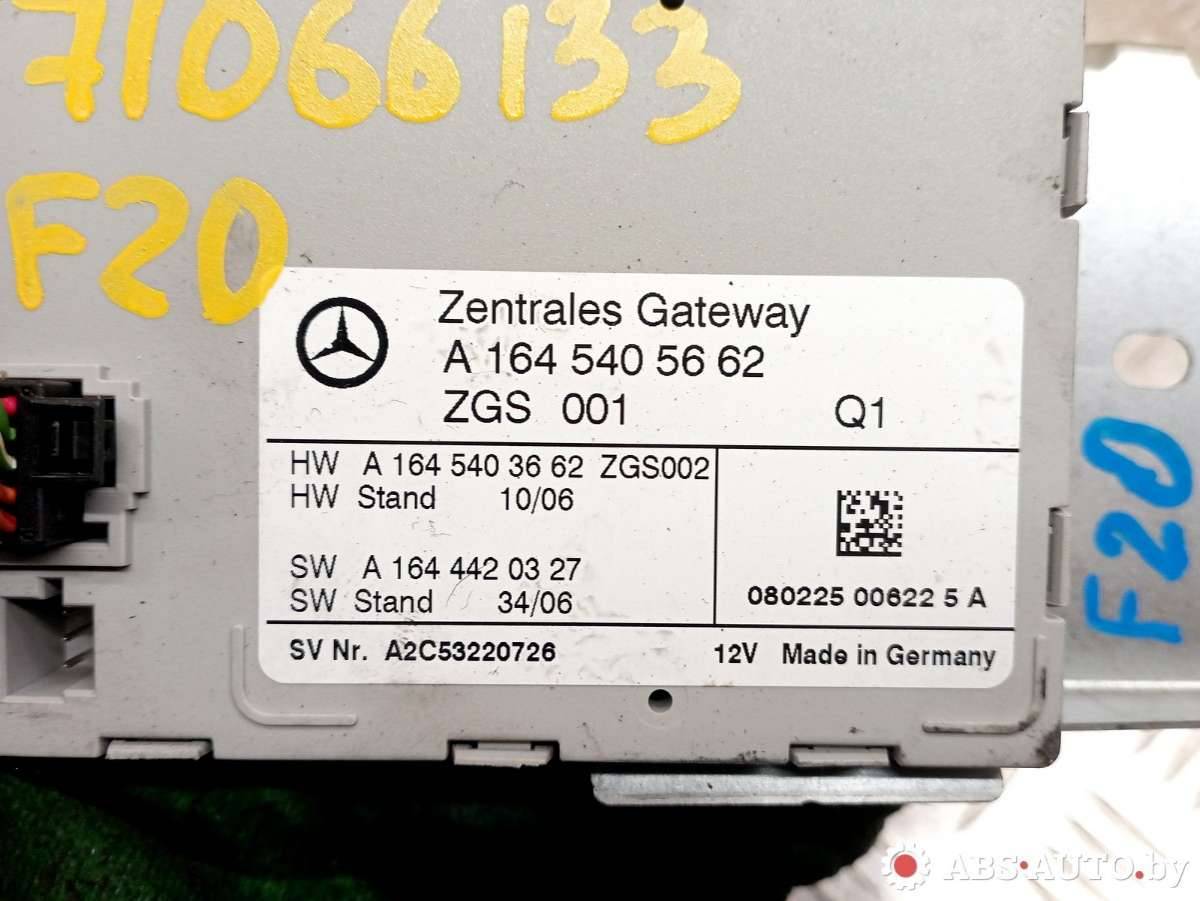 71066133
F20
Zentrales Gateway
A 164 540 56 62
ZGS 001 Q1
HW A 164 540 36 62 ZGS002
HW Stand 10/06
SW A 164 442 03 27
SW Stand 34/06
080225 00622 5 A
SV Nr. A2C53220726 12V Made in Germany
F20
ABS-AUTO.by